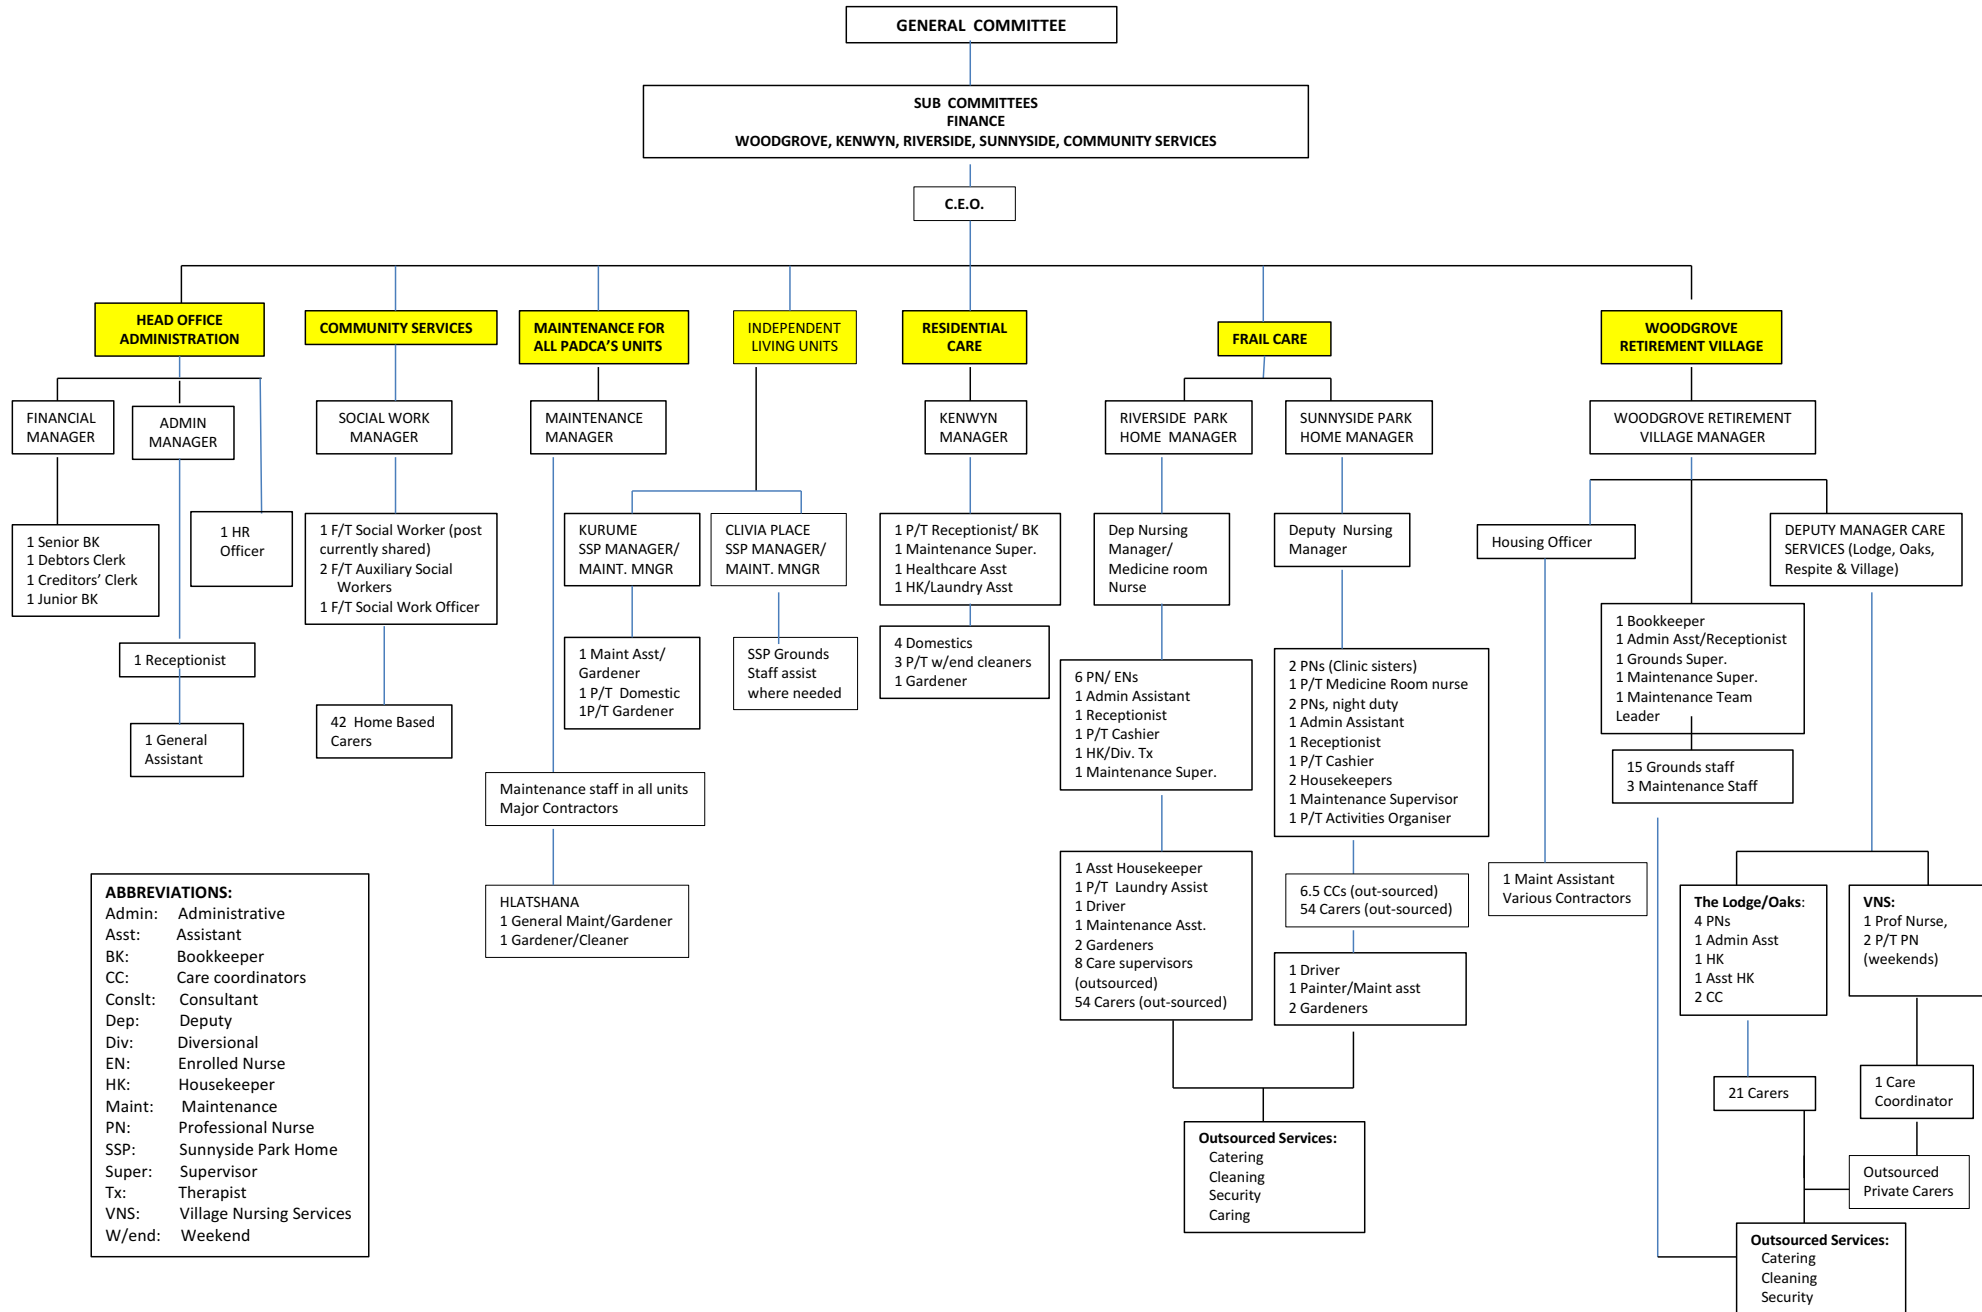 GENERAL COMMITTEE
SUB COMMITTEES
FINANCE
WOODGROVE, KENWYN, RIVERSIDE, SUNNYSIDE, COMMUNITY SERVICES
C.E.O.
HEAD OFFICE
ADMINISTRATION
COMMUNITY SERVICES
MAINTENANCE FOR
ALL PADCA’S UNITS
INDEPENDENT
LIVING UNITS
RESIDENTIAL
CARE
FRAIL CARE
WOODGROVE
RETIREMENT VILLAGE
FINANCIAL
MANAGER
ADMIN
MANAGER
SOCIAL WORK
MANAGER
MAINTENANCE
MANAGER
KENWYN
MANAGER
RIVERSIDE PARK
HOME MANAGER
SUNNYSIDE PARK
HOME MANAGER
WOODGROVE RETIREMENT
VILLAGE MANAGER
1 Senior BK
1 Debtors Clerk
1 Creditors’ Clerk
1 Junior BK
1 HR
Officer
1 F/T Social Worker (post
currently shared)
2 F/T Auxiliary Social
Workers
1 F/T Social Work Officer
KURUME
SSP MANAGER/
MAINT. MNGR
CLIVIA PLACE
SSP MANAGER/
MAINT. MNGR
1 P/T Receptionist/ BK
1 Maintenance Super.
1 Healthcare Asst
1 HK/Laundry Asst
Dep Nursing
Manager/
Medicine room
Nurse
Deputy Nursing
Manager
Housing Officer
DEPUTY MANAGER CARE
SERVICES (Lodge, Oaks,
Respite & Village)
1 Receptionist
1 General
Assistant
42 Home Based
Carers
1 Maint Asst/
Gardener
1 P/T Domestic
1P/T Gardener
SSP Grounds
Staff assist
where needed
4 Domestics
3 P/T w/end cleaners
1 Gardener
6 PN/ ENs
1 Admin Assistant
1 Receptionist
1 P/T Cashier
1 HK/Div. Tx
1 Maintenance Super.
2 PNs (Clinic sisters)
1 P/T Medicine Room nurse
2 PNs, night duty
1 Admin Assistant
1 Receptionist
1 P/T Cashier
2 Housekeepers
1 Maintenance Supervisor
1 P/T Activities Organiser
1 Bookkeeper
1 Admin Asst/Receptionist
1 Grounds Super.
1 Maintenance Super.
1 Maintenance Team
Leader
15 Grounds staff
3 Maintenance Staff
Maintenance staff in all units
Major Contractors
HLATSHANA
1 General Maint/Gardener
1 Gardener/Cleaner
1 Asst Housekeeper
1 P/T Laundry Assist
1 Driver
1 Maintenance Asst.
2 Gardeners
8 Care supervisors
(outsourced)
54 Carers (out-sourced)
6.5 CCs (out-sourced)
54 Carers (out-sourced)
1 Driver
1 Painter/Maint asst
2 Gardeners
1 Maint Assistant
Various Contractors
The Lodge/Oaks:
4 PNs
1 Admin Asst
1 HK
1 Asst HK
2 CC
VNS:
1 Prof Nurse,
2 P/T PN
(weekends)
21 Carers
1 Care
Coordinator
Outsourced
Private Carers
Outsourced Services:
Catering
Cleaning
Security
Caring
Outsourced Services:
Catering
Cleaning
Security
ABBREVIATIONS:
Admin: Administrative
Asst: Assistant
BK: Bookkeeper
CC: Care coordinators
Conslt: Consultant
Dep: Deputy
Div: Diversional
EN: Enrolled Nurse
HK: Housekeeper
Maint: Maintenance
PN: Professional Nurse
SSP: Sunnyside Park Home
Super: Supervisor
Tx: Therapist
VNS: Village Nursing Services
W/end: Weekend